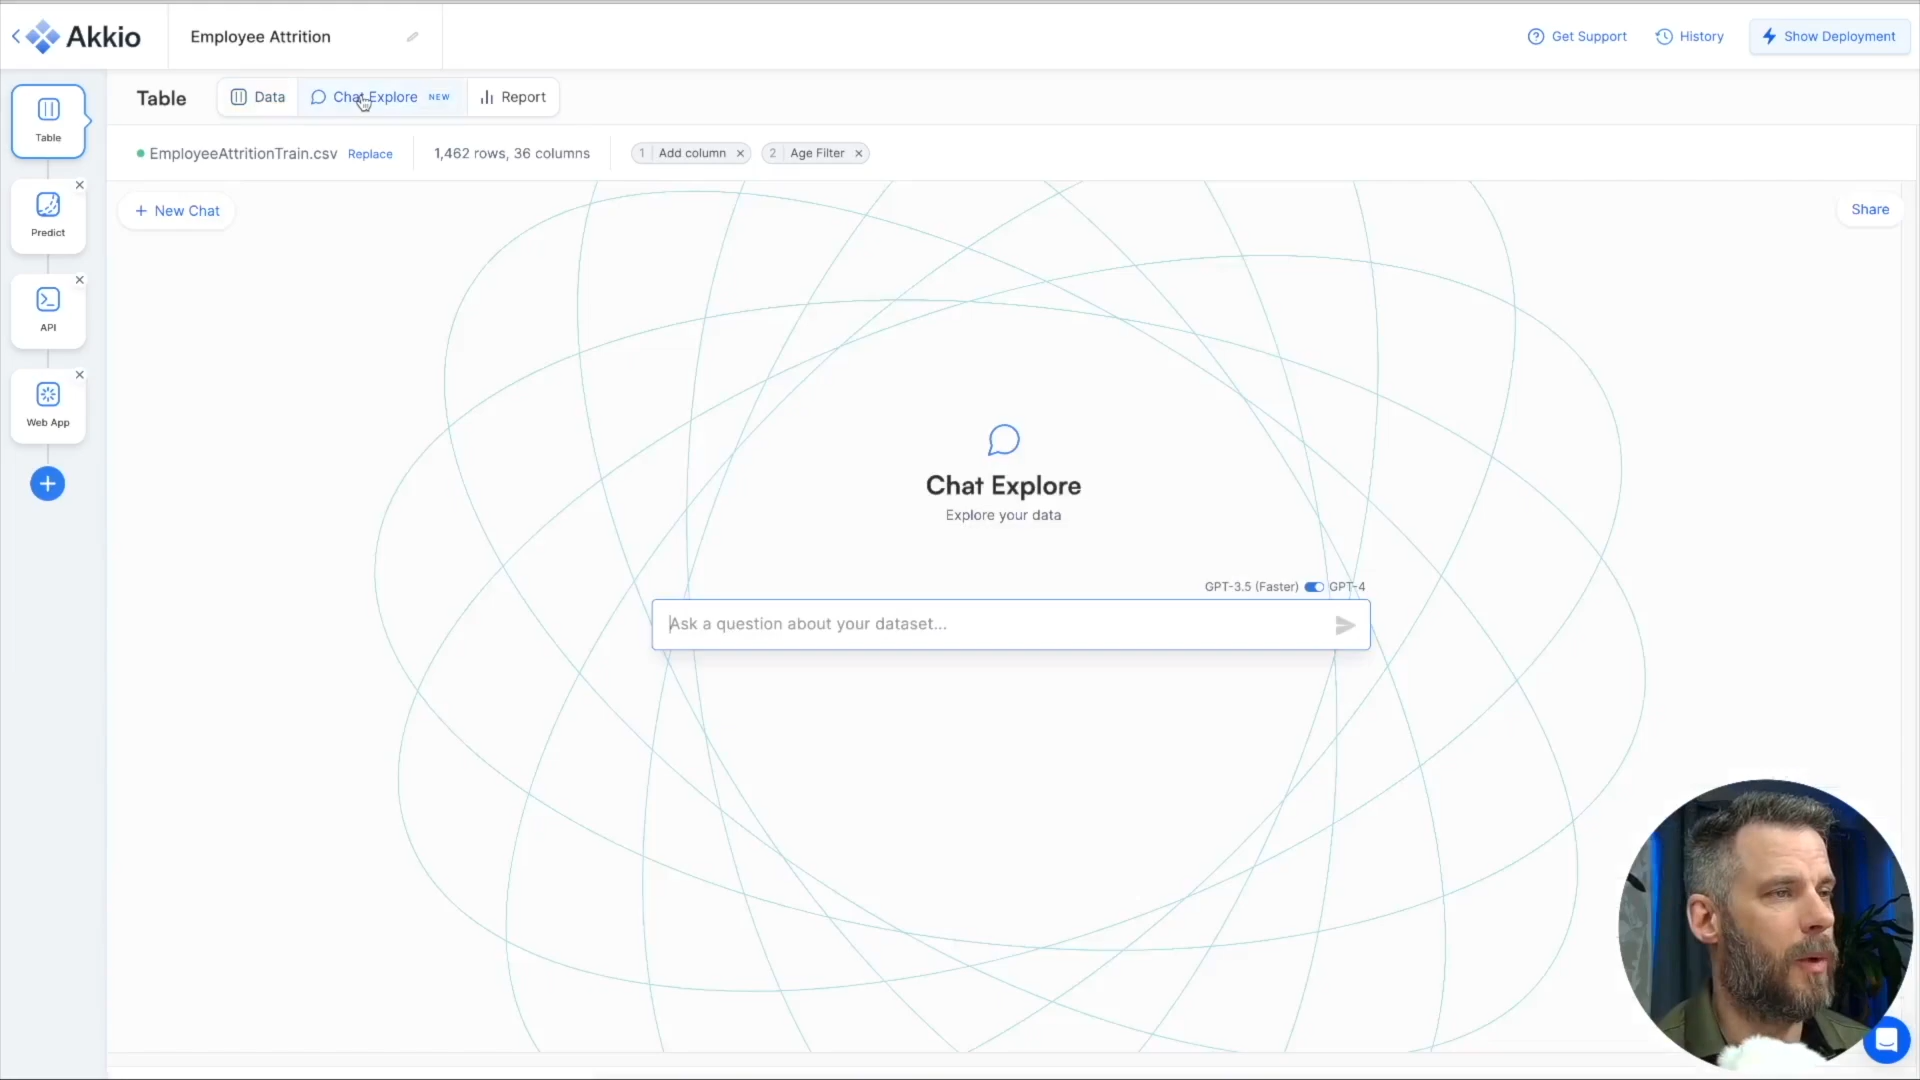 Akkio
Employee Attrition
Get Support
History
Show Deployment
Table
Data
Chat Explore NEW
Report
EmployeeAttritionTrain.csv Replace
1,462 rows, 36 columns
1 Add column
2 Age Filter
Table
Predict
API
Web App
+ New Chat
Share
Chat Explore
Explore your data
GPT-3.5 (Faster) GPT-4
Ask a question about your dataset...